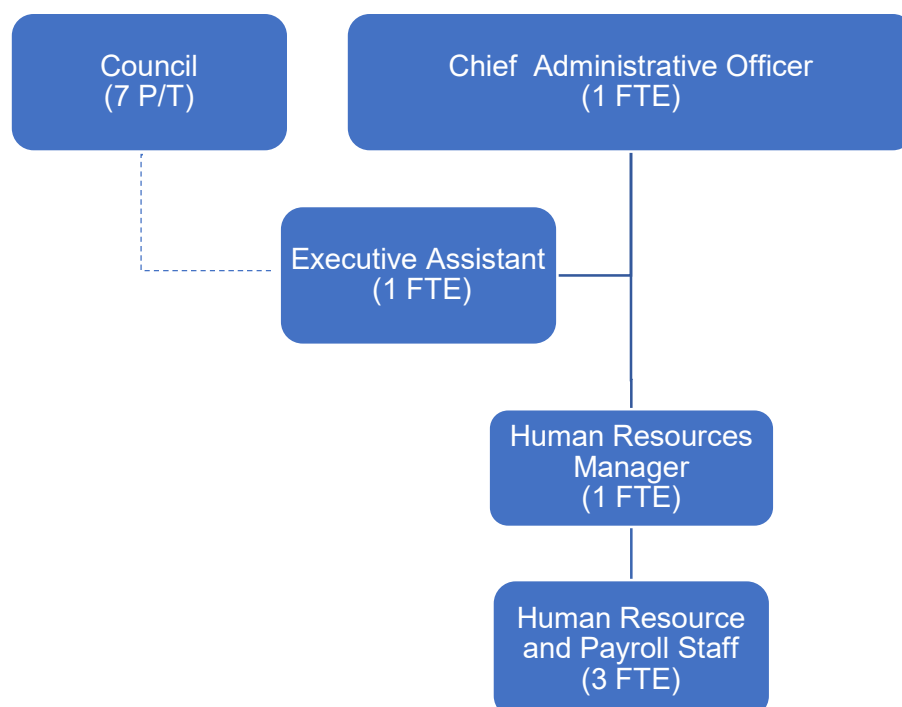 Council
(7 P/T)
Chief  Administrative Officer
(1 FTE)
Executive Assistant
(1 FTE)
Human Resources
Manager
(1 FTE)
Human Resource
and Payroll Staff
(3 FTE)